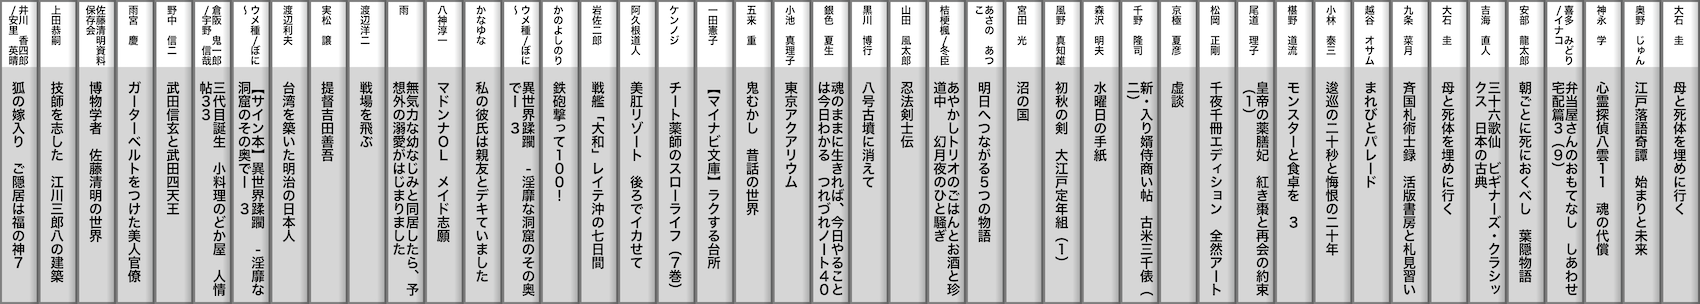 大石　圭
母と死体を埋めに行く
奥野　じゅん
江戸落語奇譚　始まりと未来
神永　学
心霊探偵八雲１１　魂の代償
喜多　みどり
/イナコ
弁当屋さんのおもてなし　しあわせ
宅配篇３（９）
安部　龍太郎
朝ごとに死におくべし　葉隠物語
吉海　直人
三十六歌仙　ビギナーズ・クラシッ
クス　日本の古典
大石　圭
母と死体を埋めに行く
九条　菜月
斉国札術士録　活版書房と札見習い
越谷　オサム
まれびとパレード
小林　泰三
逡巡の二十秒と悔恨の二十年
椹野　道流
モンスターと食卓を　３
尾道　理子
皇帝の薬膳妃　紅き棗と再会の約束
（１）
松岡　正剛
千夜千冊エディション　全然アート
京極　夏彦
虚談
千野　隆司
新・入り婿侍商い帖　古米三千俵（
二）
森沢　明夫
水曜日の手紙
風野　真知雄
初秋の剣　大江戸定年組（１）
宮田　光
沼の国
あさの　あつ
こ
明日へつながる５つの物語
桔梗楓/冬臣
あやかしトリオのごはんとお酒と珍
道中　幻月夜のひと騒ぎ
山田　風太郎
忍法剣士伝
黒川　博行
八号古墳に消えて
銀色　夏生
魂のままに生きれば、今日やること
は今日わかる　つれづれノート４０
小池　真理子
東京アクアリウム
五来　重
鬼むかし　昔話の世界
一田憲子
【マイナビ文庫】ラクする台所
ケンノジ
チート薬師のスローライフ（７巻）
阿久根道人
美肛リゾート　後ろでイカせて
岩佐二郎
戦艦「大和」レイテ沖の七日間
かのよしのり
鉄砲撃って１００！
ウメ種/ぼに
〜
異世界蹂躙　-淫靡な洞窟のその奥
でー　３
かなゆな
私の彼氏は親友とデキていました
八神淳一
マドンナＯＬ　メイド志願
雨
無気力な幼なじみと同居したら、予
想外の溺愛がはじまりました
渡辺洋二
戦場を飛ぶ
実松　譲
提督吉田善吾
渡辺利夫
台湾を築いた明治の日本人
ウメ種/ぼに
〜
【サイン本】異世界蹂躙　-淫靡な
洞窟のその奥でー　３
倉阪　鬼一郎
/宇野　信哉
三代目誕生　小料理のどか屋　人情
帖３３
野中　信二
武田信玄と武田四天王
雨宮　慶
ガーターベルトをつけた美人官僚
佐藤清明資料
保存会
博物学者　佐藤清明の世界
上田恭嗣
技師を志した　江川三郎八の建築
井川　香四郎
/安里　英晴
狐の嫁入り　ご隠居は福の神７